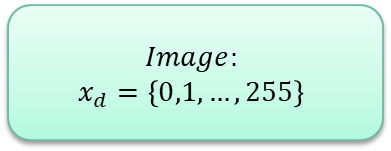 Image:
x_d = {0,1, ..., 255}